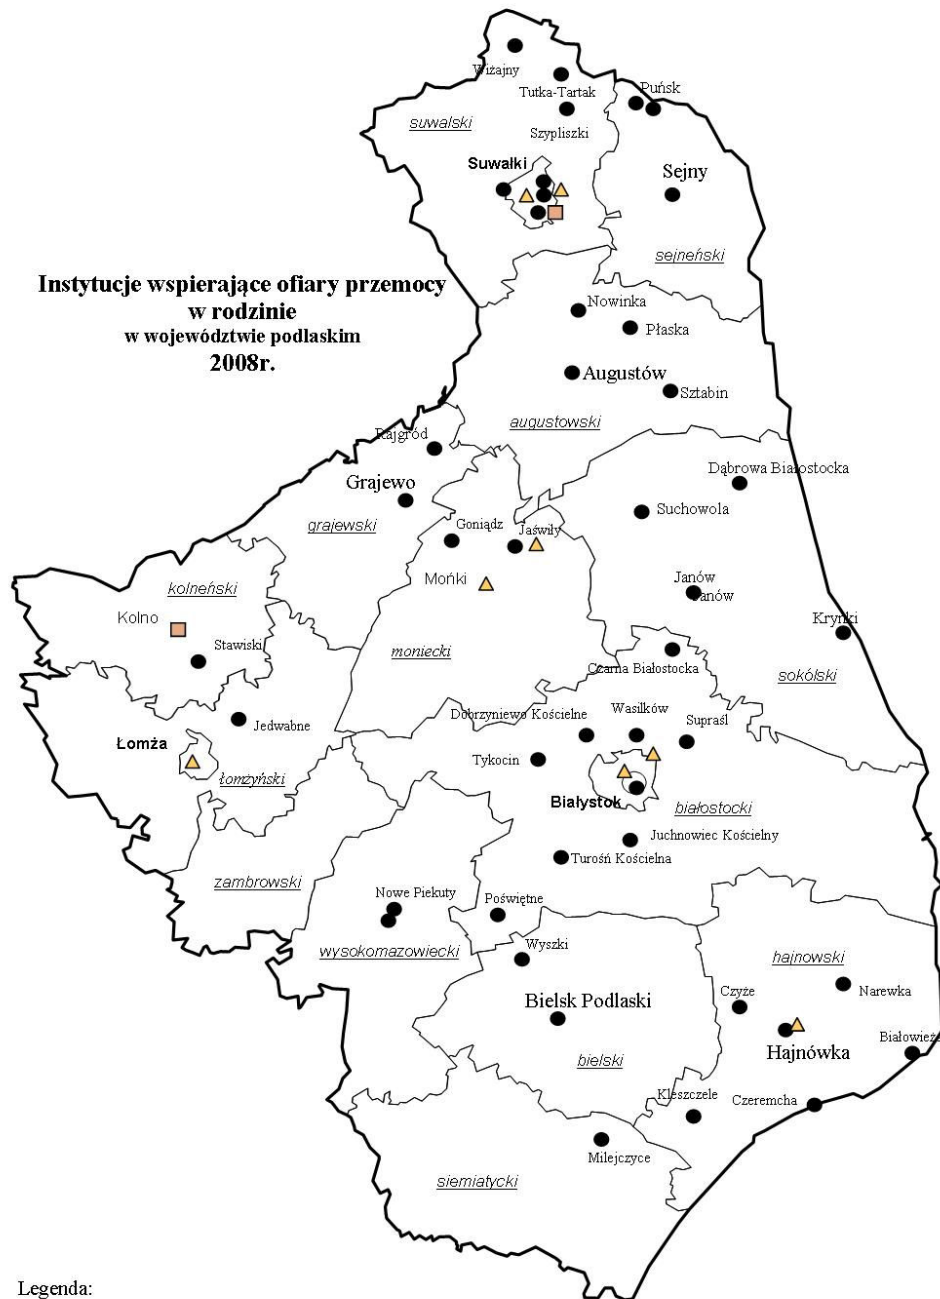 Wiżajny
Tutka-Tartak
Puńsk
suwalski
Szypliszki
Suwałki
Sejny
sejneński
Instytucje wspierające ofiary przemocy
w rodzinie
w województwie podlaskim
2008r.
Nowinka
Płaska
Augustów
Sztabin
augustowski
Rajgród
Dąbrowa Białostocka
Grajewo
Suchowola
grajewski
Goniądz
Jaświły
Mońki
Janów
Janów
kolneński
Kolno
Krynki
Stawiski
moniecki
Czarna Białostocka
sokólski
Dobrzyniewo Kościelne
Wasilków
Supraśl
Jedwabne
Łomża
Tykocin
łomżyński
Białystok
białostocki
Juchnowiec Kościelny
Turośń Kościelna
zambrowski
Nowe Piekuty
Poświętne
wysokomazowiecki
Wyszki
hajnowski
Czyże
Narewka
Bielsk Podlaski
Hajnówka
Białowieża
bielski
Kleszczele
Czeremcha
Milejczyce
siemiatycki
Legenda: